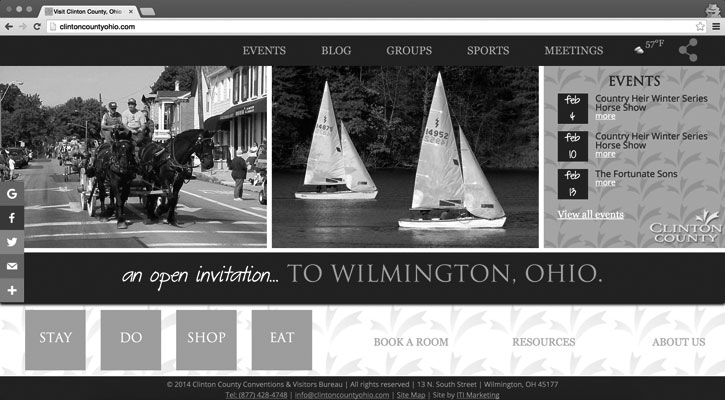 Visit Clinton County, Ohio
clintoncountyohio.com
EVENTS BLOG GROUPS SPORTS MEETINGS 57°F
14952
EVENTS
feb 4
Country Heir Winter Series
Horse Show
more
feb 10
Country Heir Winter Series
Horse Show
more
feb 13
The Fortunate Sons
more
View all events
CLINTON
COUNTY
an open invitation... TO WILMINGTON, OHIO.
STAY DO SHOP EAT BOOK A ROOM RESOURCES ABOUT US
© 2014 Clinton County Conventions & Visitors Bureau | All rights reserved | 13 N. South Street | Wilmington, OH 45177
Tel: (877) 428-4748 | info@clintoncountyohio.com | Site Map | Site by ITI Marketing